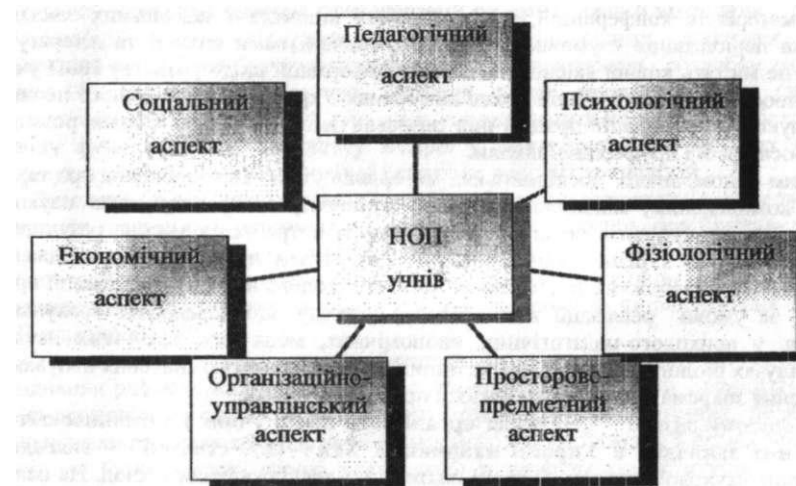 Педагогічний
аспект
Соціальний
аспект
Психологічний
аспект
НОП
учнів
Економічний
аспект
Фізіологічний
аспект
Організаційно-
управлінський
аспект
Просторово-
предметний
аспект